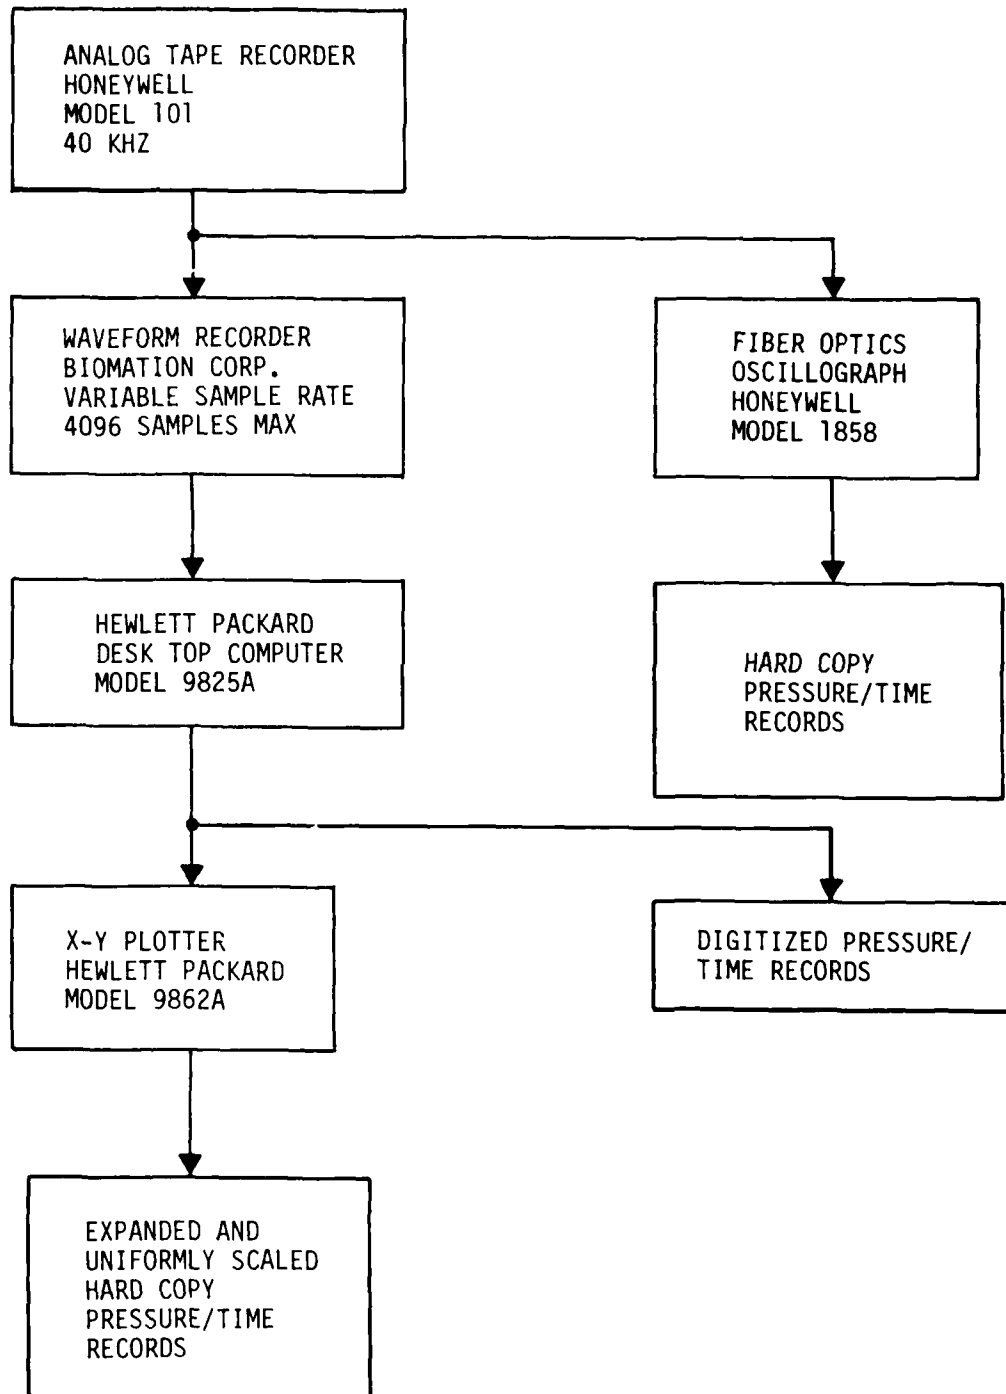 ANALOG TAPE RECORDER
HONEYWELL
MODEL 101
40 KHZ
WAVEFORM RECORDER
BIOMATION CORP.
VARIABLE SAMPLE RATE
4096 SAMPLES MAX
FIBER OPTICS
OSCILLOGRAPH
HONEYWELL
MODEL 1858
HEWLETT PACKARD
DESK TOP COMPUTER
MODEL 9825A
HARD COPY
PRESSURE/TIME
RECORDS
X-Y PLOTTER
HEWLETT PACKARD
MODEL 9862A
DIGITIZED PRESSURE/
TIME RECORDS
EXPANDED AND
UNIFORMLY SCALED
HARD COPY
PRESSURE/TIME
RECORDS